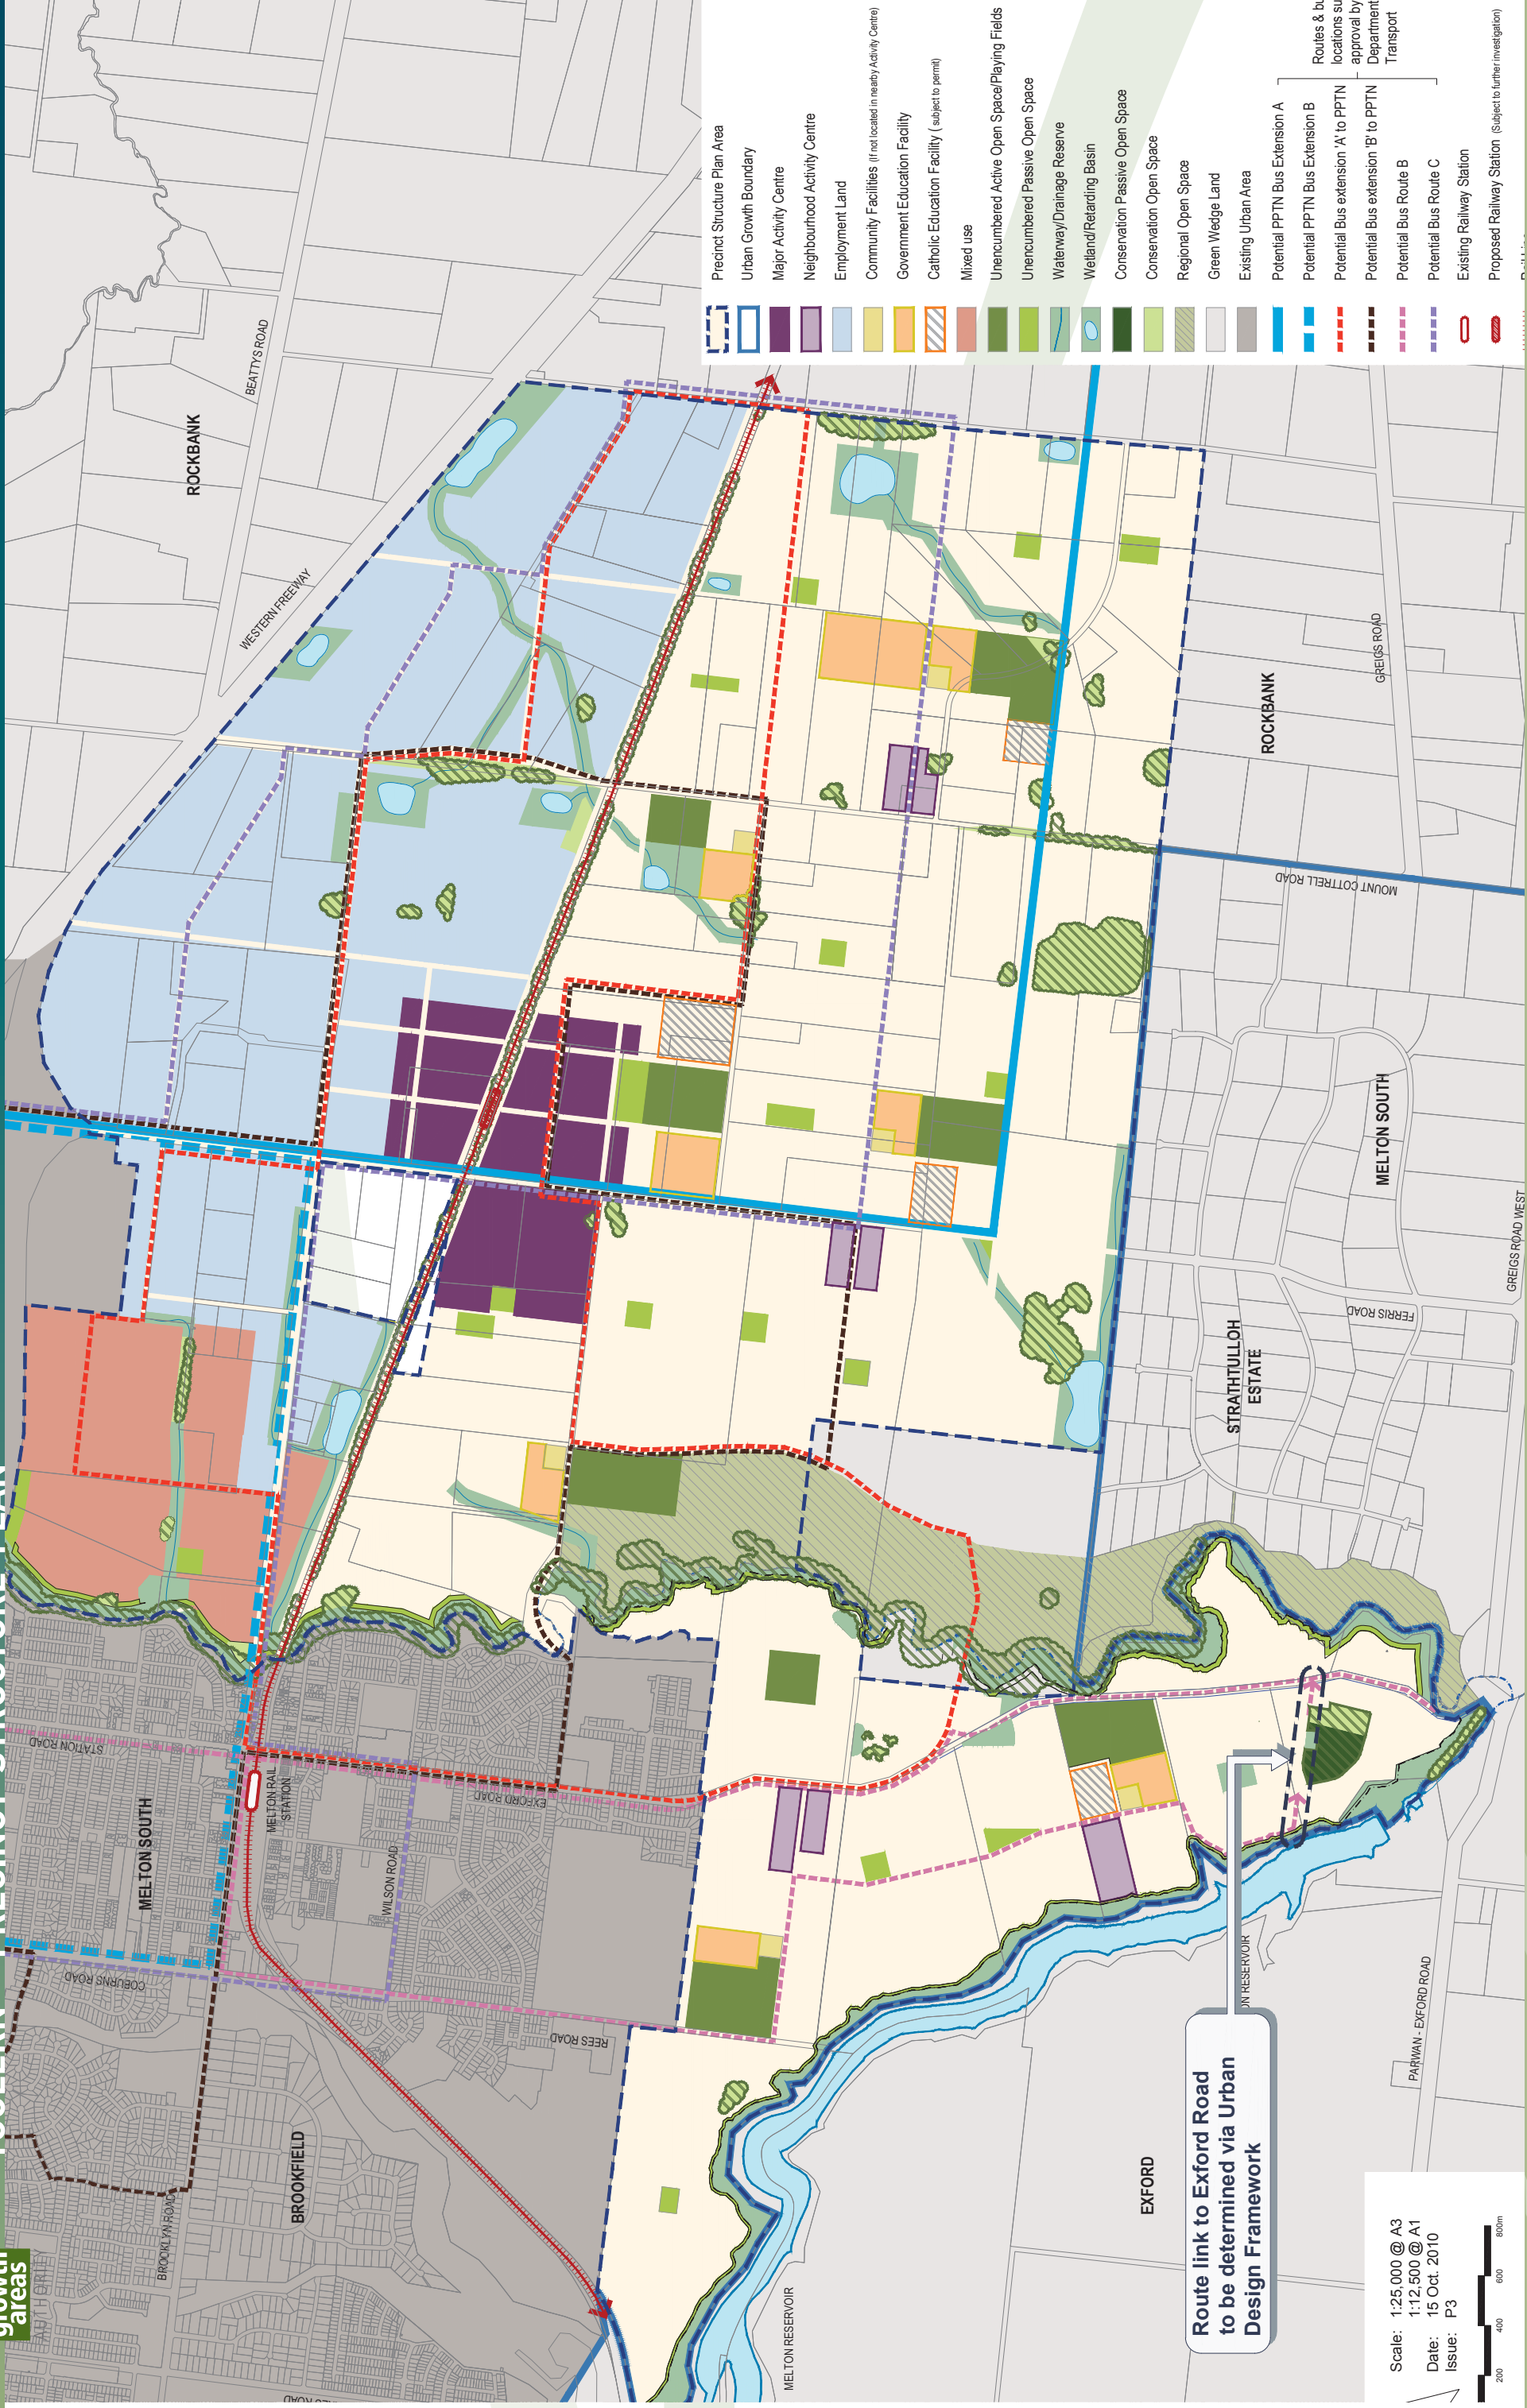 growth
areas
TOOLERN - PRECINCT STRUCTURE PLAN
ROCKBANK
BEATTYS ROAD
WESTERN FREEWAY
MELTON SOUTH
STATION ROAD
MELTON RAIL
STATION
EXFORD ROAD
WILSON ROAD
COBURNS ROAD
REES ROAD
BROOKFIELD
BROOKLYN ROAD
MELTON RESERVOIR
EXFORD
PARWAN - EXFORD ROAD
ROCKBANK
GREIGS ROAD
MOUNT COTTRELL ROAD
MELTON SOUTH
STRATHTULLOH
ESTATE
FERRIS ROAD
GREIGS ROAD WEST
Route link to Exford Road
to be determined via Urban
Design Framework
Precinct Structure Plan Area
Urban Growth Boundary
Major Activity Centre
Neighbourhood Activity Centre
Employment Land
Community Facilities (If not located in nearby Activity Centre)
Government Education Facility
Catholic Education Facility ( subject to permit)
Mixed use
Unencumbered Active Open Space/Playing Fields
Unencumbered Passive Open Space
Waterway/Drainage Reserve
Wetland/Retarding Basin
Conservation Passive Open Space
Conservation Open Space
Regional Open Space
Green Wedge Land
Existing Urban Area
Potential PPTN Bus Extension A
Potential PPTN Bus Extension B
Potential Bus extension 'A' to PPTN
Potential Bus extension 'B' to PPTN
Potential Bus Route B
Potential Bus Route C
Existing Railway Station
Proposed Railway Station (Subject to further investigation)
Routes & bu
locations su
approval by
Department
Transport
Scale: 1:25,000 @ A3
1:12,500 @ A1
Date: 15 Oct. 2010
Issue: P3
200 400 600 800m